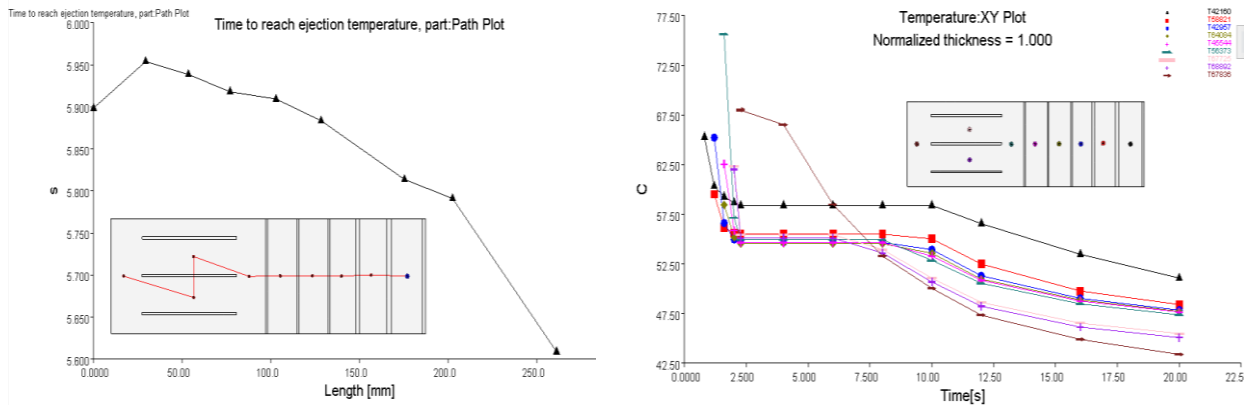 Time to reach ejection temperature, part:Path Plot
Time to reach ejection temperature, part:Path Plot
6.000
5.950
5.900
5.850
5.800
5.750
5.700
5.650
5.600
s
0.0000
50.00
100.0
150.0
200.0
250.0
Length [mm]
Temperature:XY Plot
Normalized thickness = 1.000
T42160
T58821
T42957
T64084
T56373
T58892
T67836
77.50
72.50
67.50
62.50
57.50
52.50
47.50
42.50
C
0.0000
2.500
5.000
7.500
10.00
12.50
15.00
17.50
20.00
22.5
Time[s]